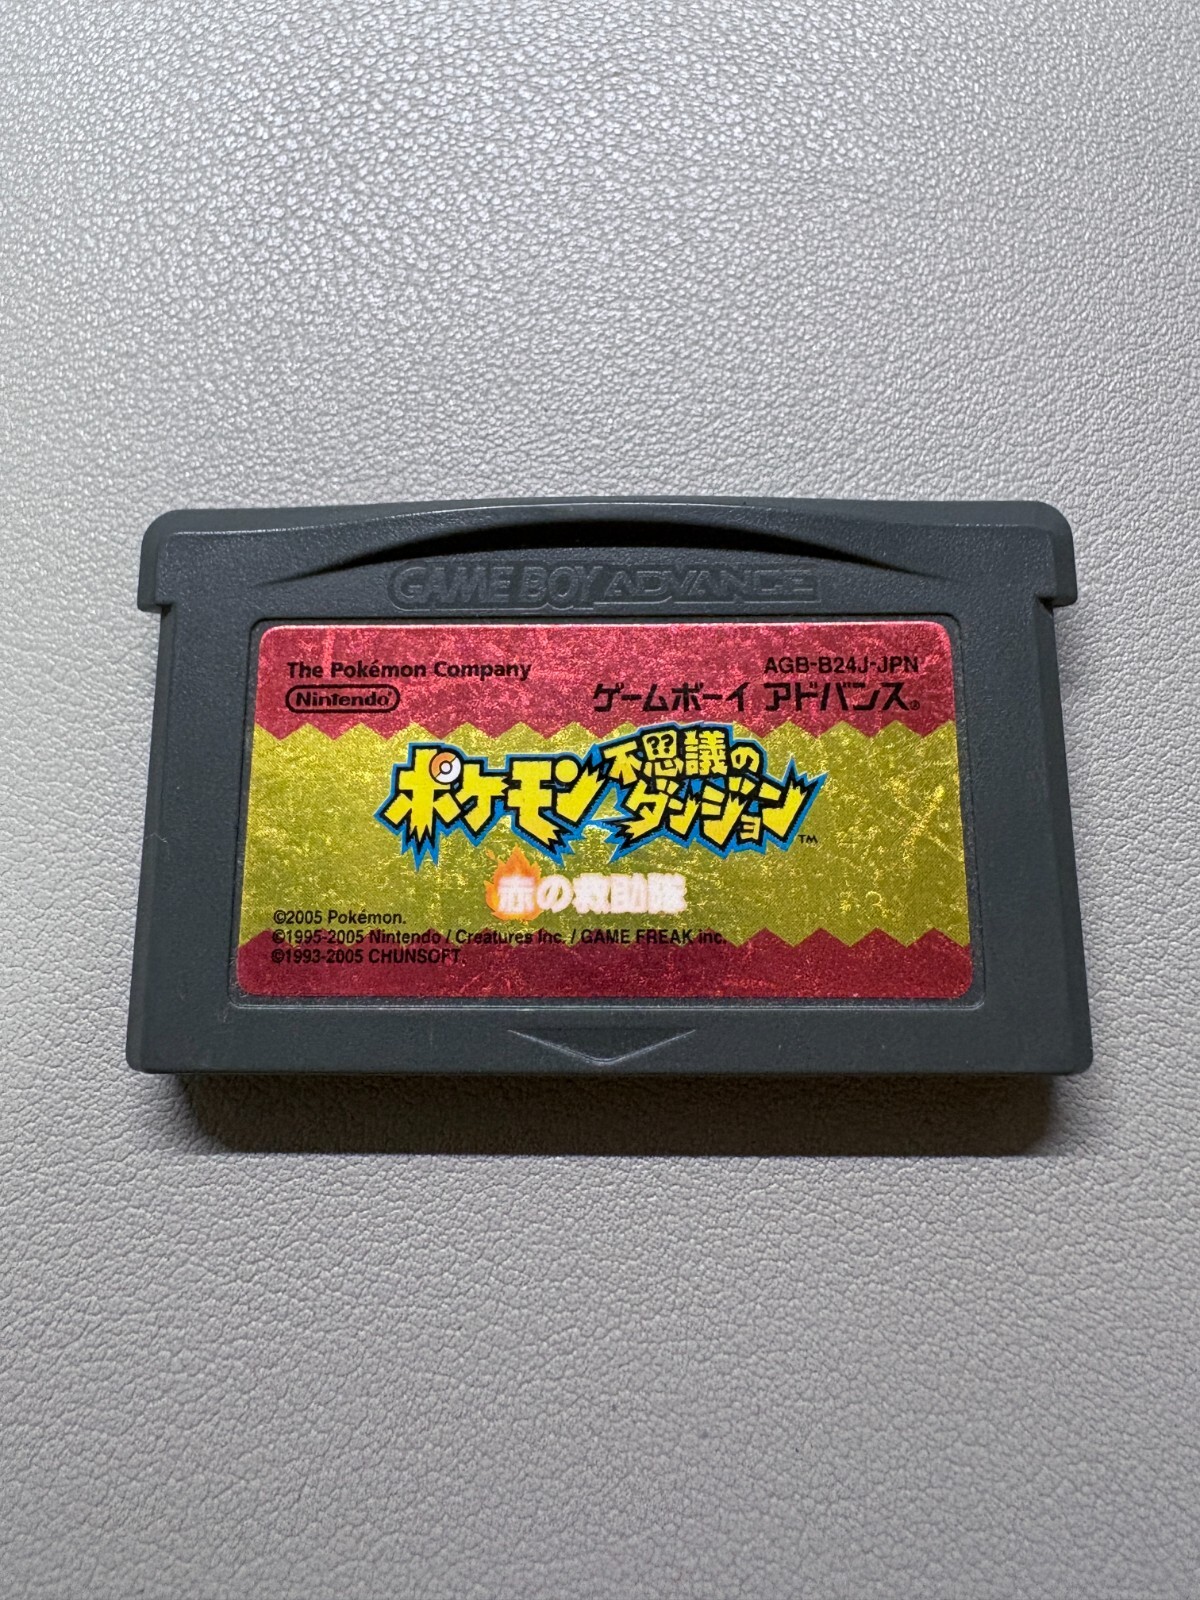 GAME BOY ADVANCE
The Pokémon Company
Nintendo
AGB-B24J-JPN
ゲームボーイ アドバンス®
ポケモン不思議のダンジョン™
赤の救助隊
©2005 Pokémon.
©1995-2005 Nintendo / Creatures inc. / GAME FREAK inc.
©1993-2005 CHUNSOFT.